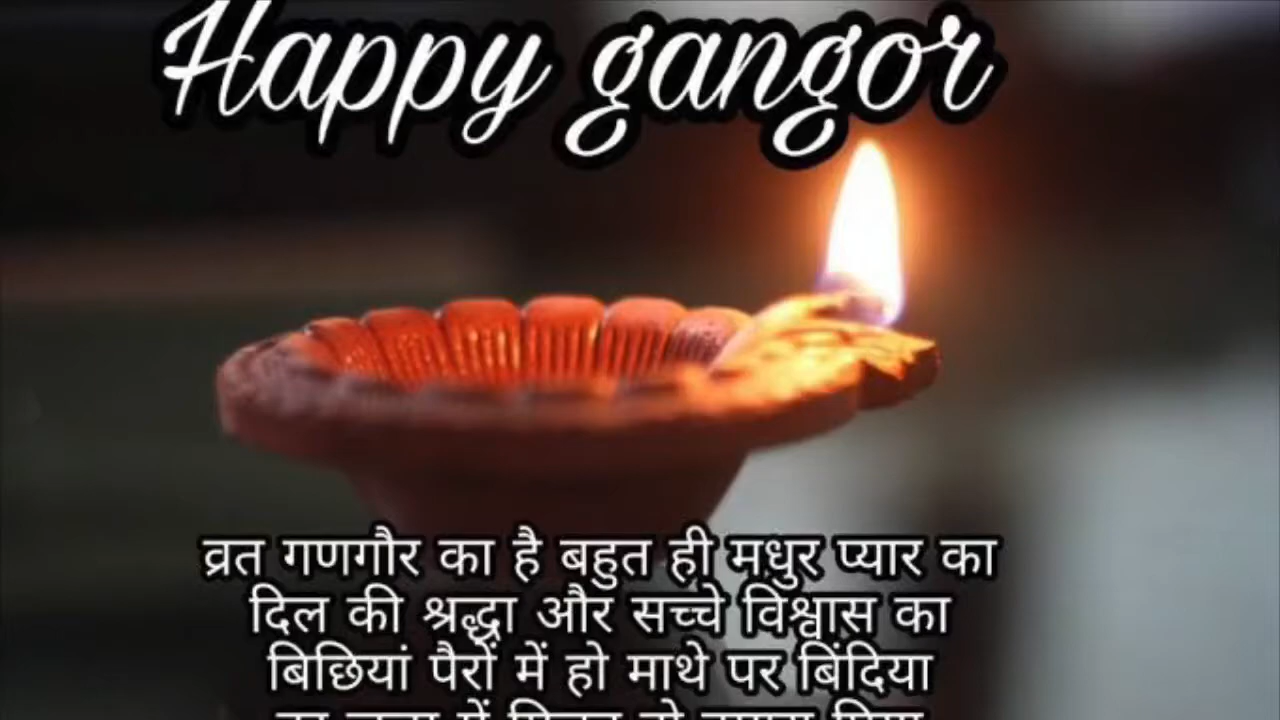 Happy gangor
व्रत गणगौर का है बहुत ही मधुर प्यार का
दिल की श्रद्धा और सच्चे विश्वास का
बिछियां पैरों में हो माथे पर बिंदिया